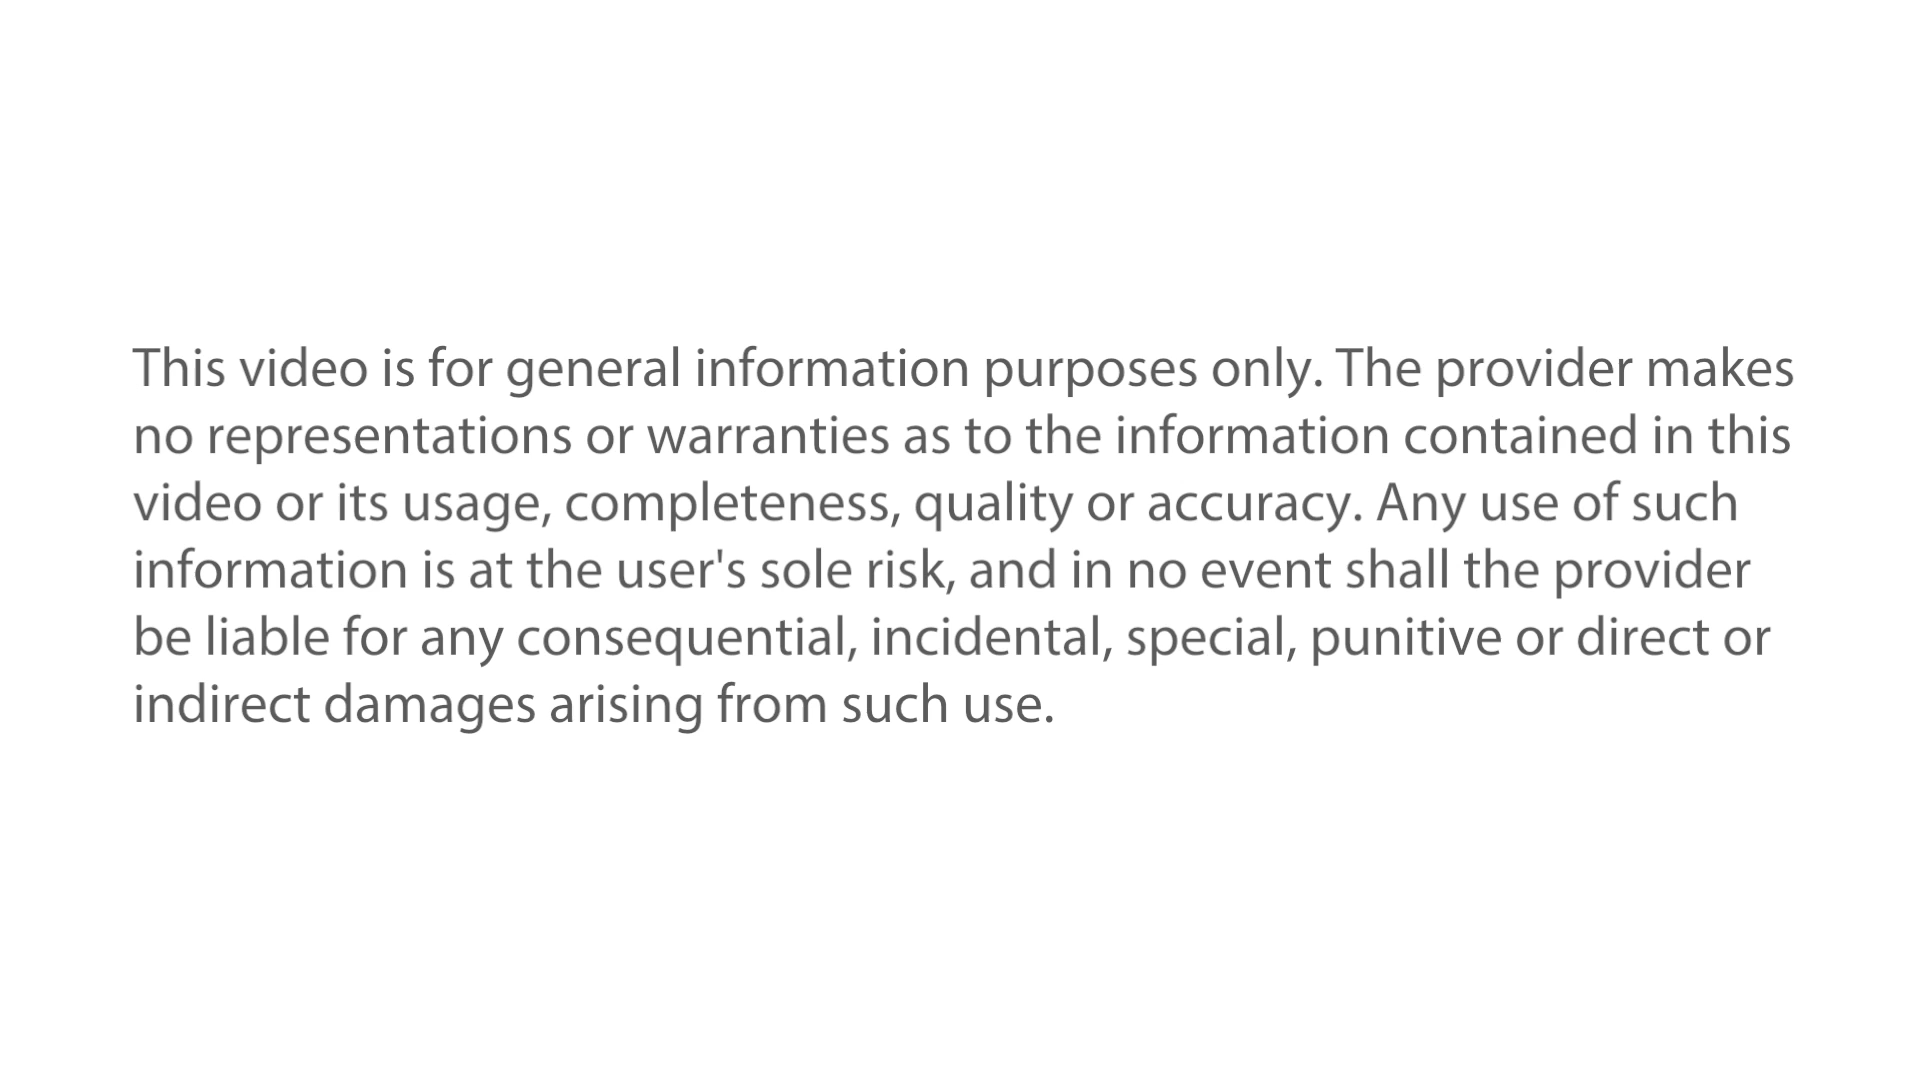 This video is for general information purposes only. The provider makes
no representations or warranties as to the information contained in this
video or its usage, completeness, quality or accuracy. Any use of such
information is at the user's sole risk, and in no event shall the provider
be liable for any consequential, incidental, special, punitive or direct or
indirect damages arising from such use.